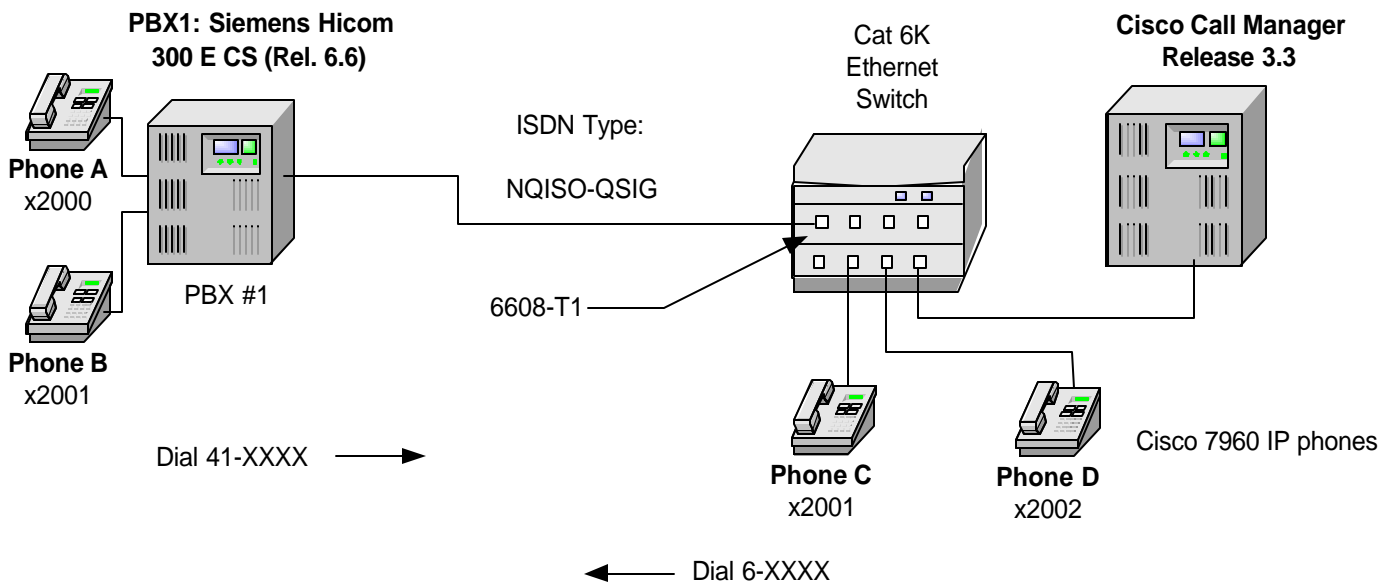 PBX1: Siemens Hicom
300 E CS (Rel. 6.6)
Cat 6K
Ethernet
Switch
Cisco Call Manager
Release 3.3
ISDN Type:
NQISO-QSIG
Phone A
x2000
PBX #1
6608-T1
Phone B
x2001
Dial 41-XXXX
Phone C
x2001
Phone D
x2002
Cisco 7960 IP phones
Dial 6-XXXX